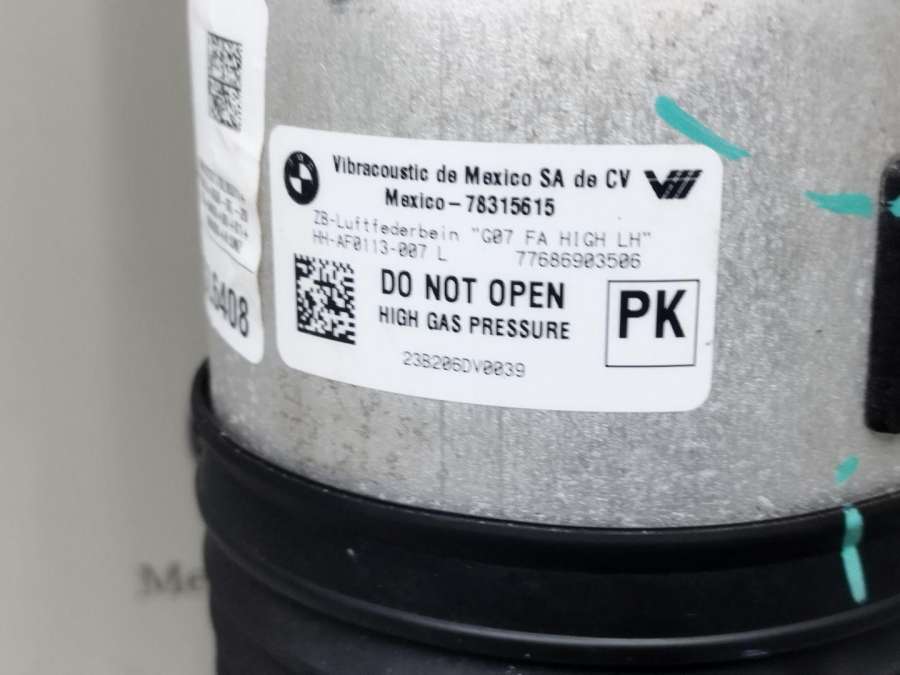 Vibracoustic de Mexico SA de CV
Mexico-78315615
ZB-Luftfederbein "G07 FA HIGH LH"
HH-AF0113-007 L 77686903506
DO NOT OPEN
HIGH GAS PRESSURE
PK
23B206DV0039
6408
Me